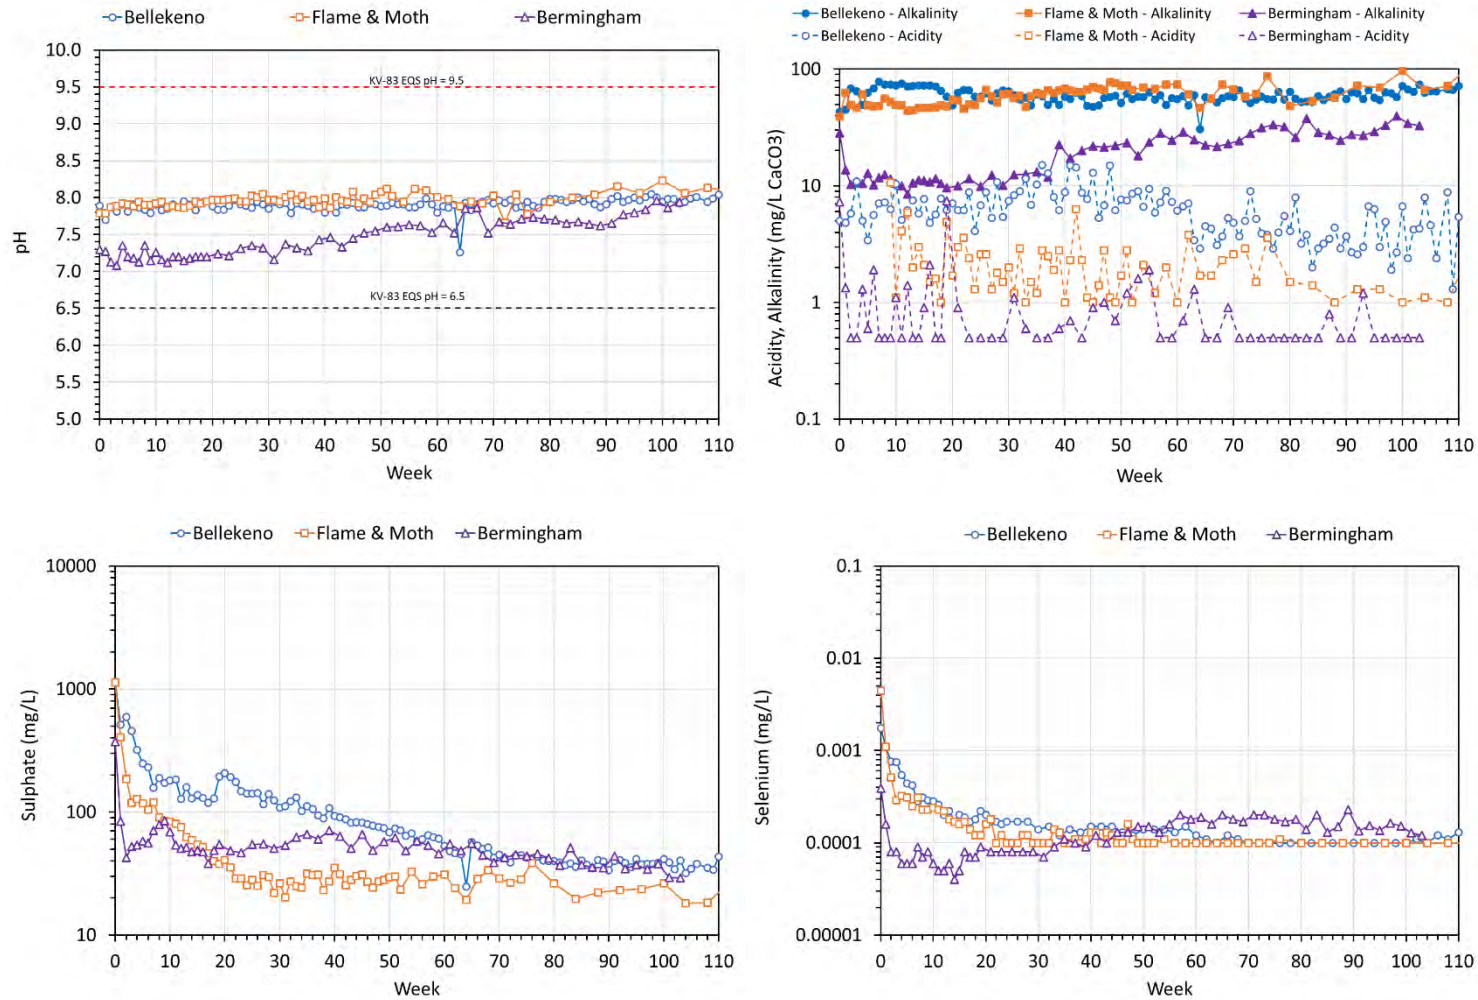 Bellekeno Flame & Moth Bermingham
10.0
9.5
9.0
8.5
8.0
7.5
7.0
6.5
6.0
5.5
5.0
KV-83 EQS pH = 9.5
KV-83 EQS pH = 6.5
pH
0 10 20 30 40 50 60 70 80 90 100 110
Week
Bellekeno - Alkalinity Flame & Moth - Alkalinity Bermingham - Alkalinity
Bellekeno - Acidity Flame & Moth - Acidity Bermingham - Acidity
100
10
1
0.1
Acidity, Alkalinity (mg/L CaCO3)
0 10 20 30 40 50 60 70 80 90 100 110
Week
Bellekeno Flame & Moth Bermingham
10000
1000
100
10
Sulphate (mg/L)
0 10 20 30 40 50 60 70 80 90 100 110
Week
Bellekeno Flame & Moth Bermingham
0.1
0.01
0.001
0.0001
0.00001
Selenium (mg/L)
0 10 20 30 40 50 60 70 80 90 100 110
Week